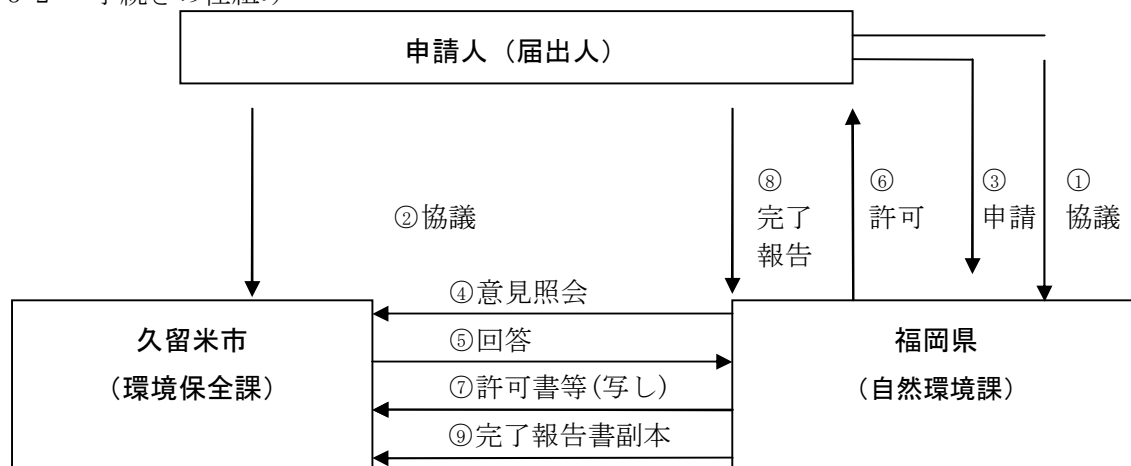 申請人（届出人）
②協議
⑧
完了
報告
⑥
許可
③
申請
①
協議
④意見照会
⑤回答
⑦許可書等(写し)
⑨完了報告書副本
久留米市
（環境保全課）
福岡県
（自然環境課）